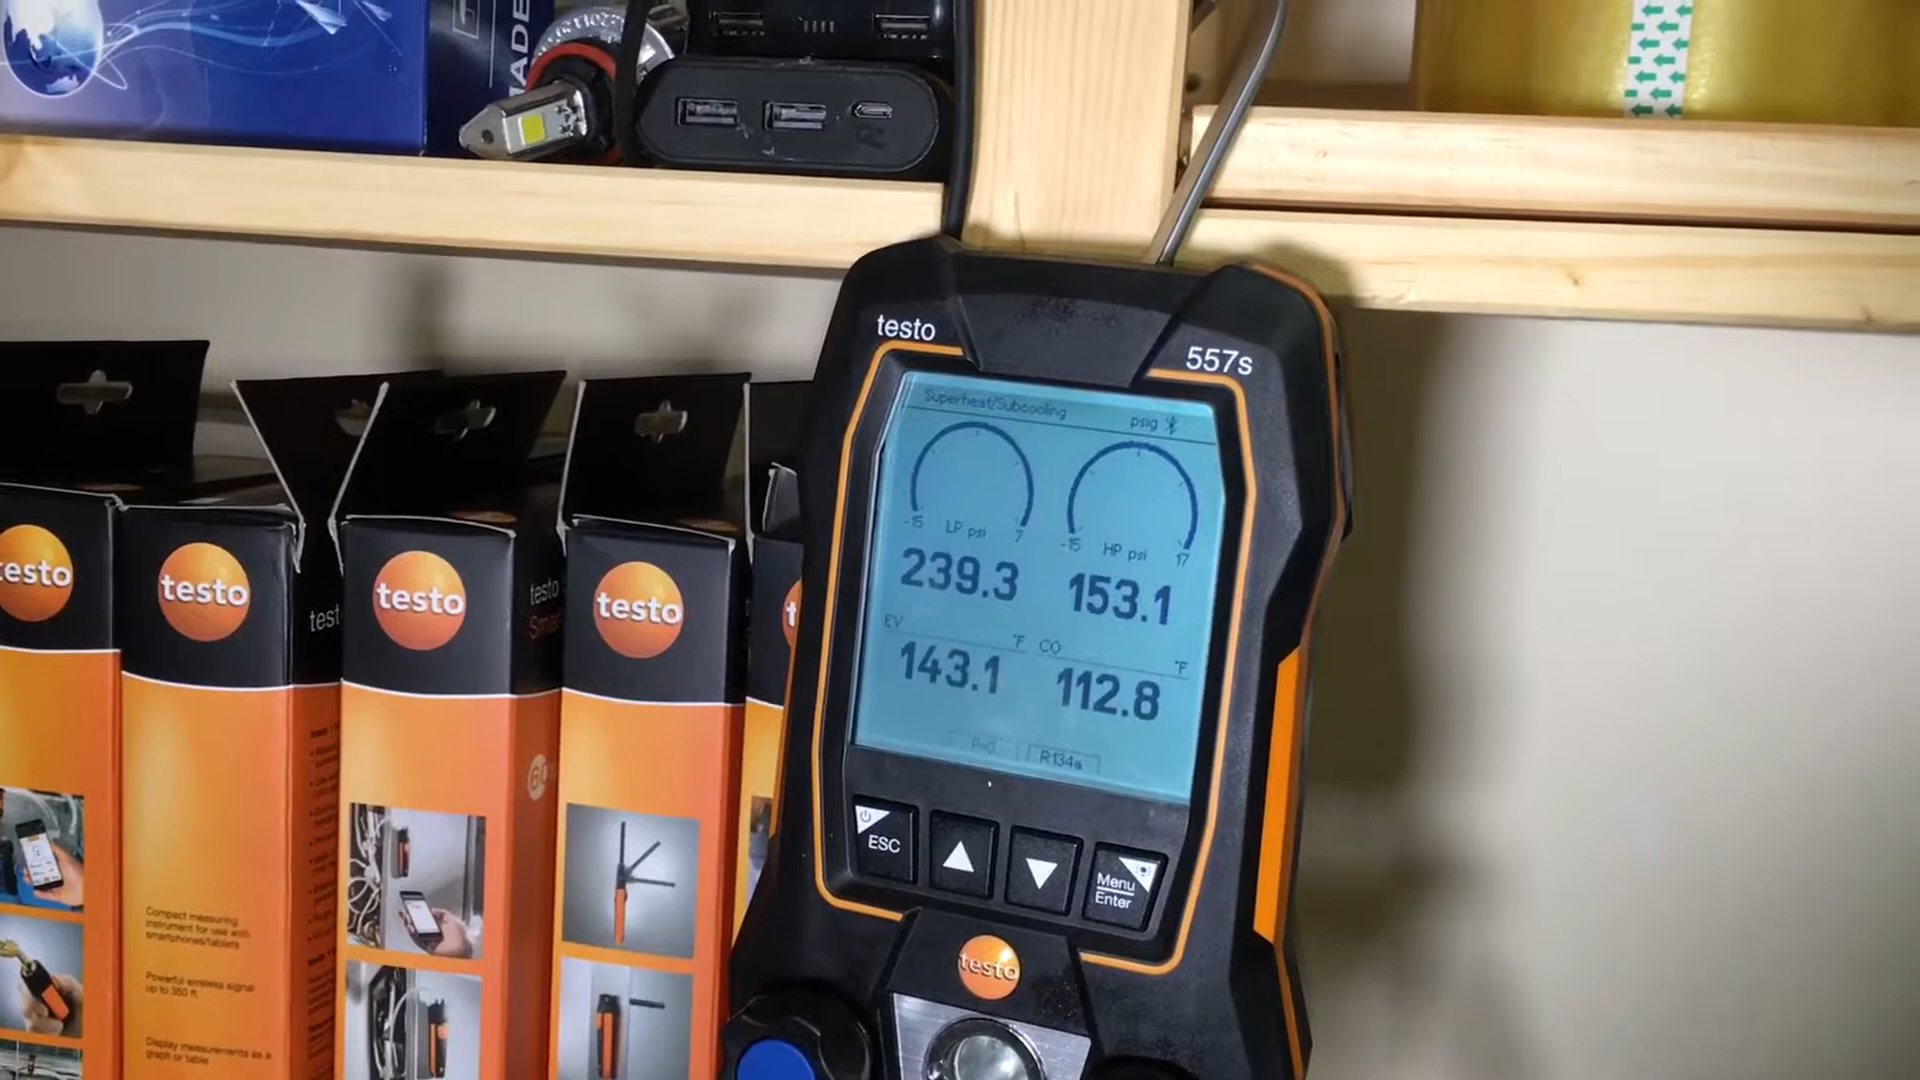 MADE
testo
557s
Superheat/Subcooling psig
-15 LP psi 7
-15 HP psi 17
239.3 153.1
EV °F CO °F
143.1 112.8
P=0 R134a
ESC
Menu
Enter
testo
testo
testo
testo
testo
Compact measuring
instrument for use with
smartphones/tablets
Powerful wireless signal
up to 350 ft
Display measurements as a
graph or table
testo